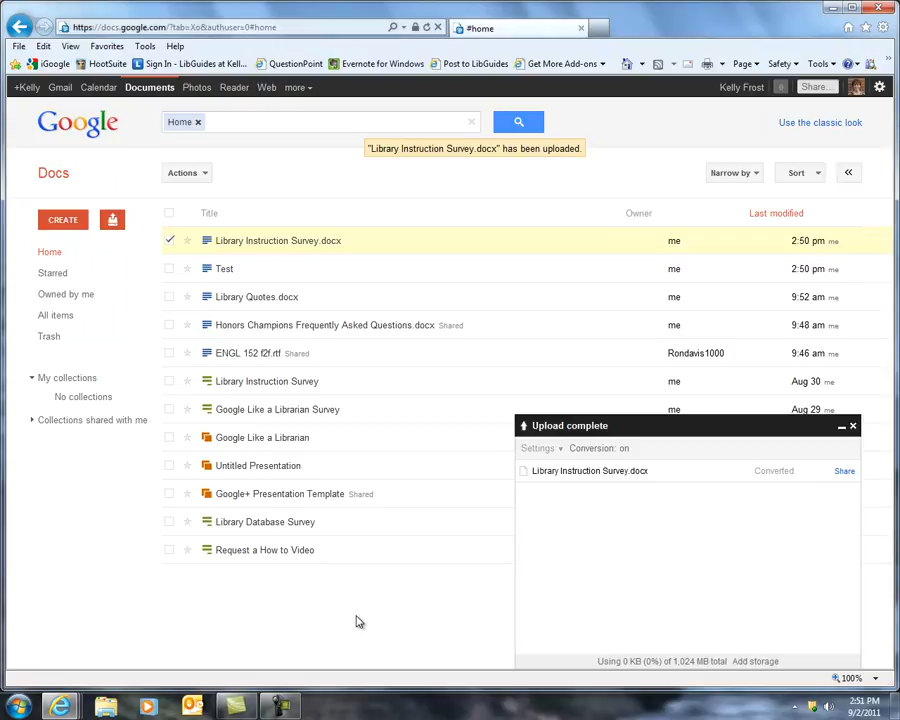 https://docs.google.com/?tab=Xo&authuser=0#home
#home
File Edit View Favorites Tools Help
iGoogle HootSuite Sign In - LibGuides at Kell... QuestionPoint Evernote for Windows Post to LibGuides Get More Add-ons Page Safety Tools
+Kelly Gmail Calendar Documents Photos Reader Web more Kelly Frost 0 Share...
Google Home Use the classic look
"Library Instruction Survey.docx" has been uploaded.
Docs Actions Narrow by Sort
CREATE
Title Owner Last modified
Library Instruction Survey.docx me 2:50 pm me
Test me 2:50 pm me
Library Quotes.docx me 9:52 am me
Honors Champions Frequently Asked Questions.docx Shared me 9:48 am me
ENGL 152 f2f.rtf Shared Rondavis1000 9:46 am me
Library Instruction Survey me Aug 30 me
Google Like a Librarian Survey me Aug 29 me
Google Like a Librarian
Untitled Presentation
Google+ Presentation Template Shared
Library Database Survey
Request a How to Video
Home
Starred
Owned by me
All items
Trash
My collections
No collections
Collections shared with me
Upload complete
Settings Conversion: on
Library Instruction Survey.docx Converted Share
Using 0 KB (0%) of 1,024 MB total Add storage
100%
2:51 PM
9/2/2011